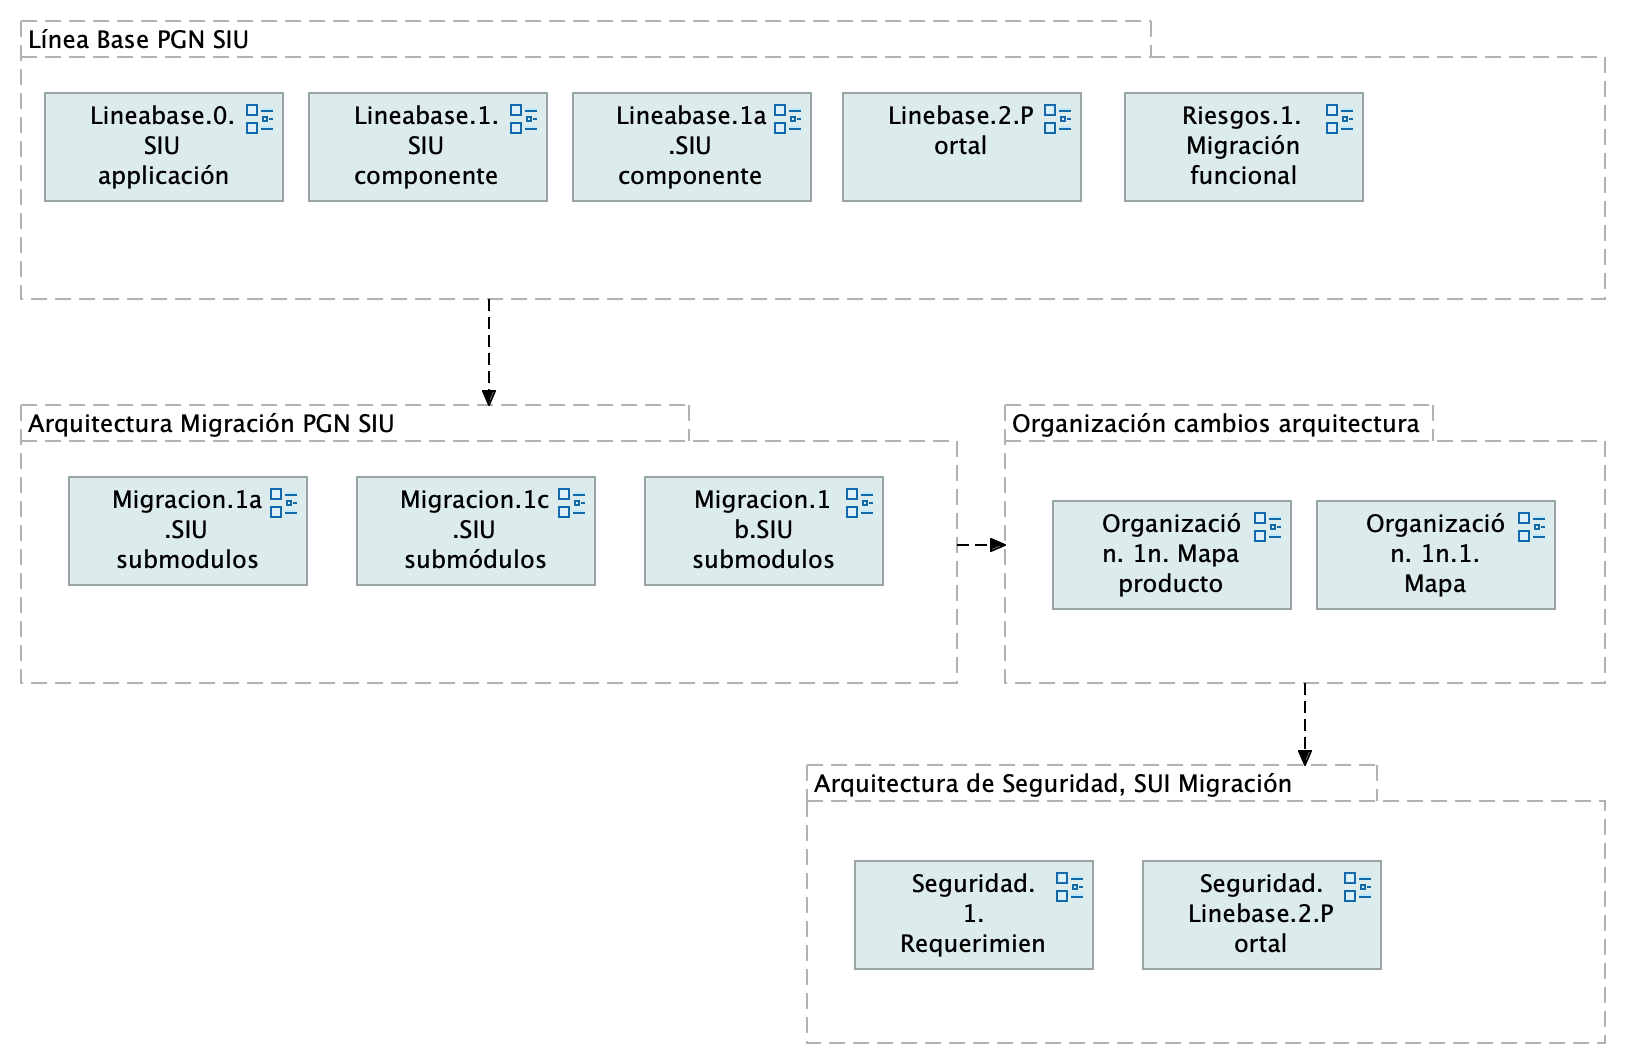 Línea Base PGN SIU
Lineabase.0.
SIU
applicación
Lineabase.1.
SIU
componente
Lineabase.1a
.SIU
componente
Linebase.2.P
ortal
Riesgos.1.
Migración
funcional
Arquitectura Migración PGN SIU
Migracion.1a
.SIU
submodulos
Migracion.1c
.SIU
submódulos
Migracion.1
b.SIU
submodulos
Organización cambios arquitectura
Organizació
n. 1n. Mapa
producto
Organizació
n. 1n.1.
Mapa
Arquitectura de Seguridad, SUI Migración
Seguridad.
1.
Requerimien
Seguridad.
Linebase.2.P
ortal